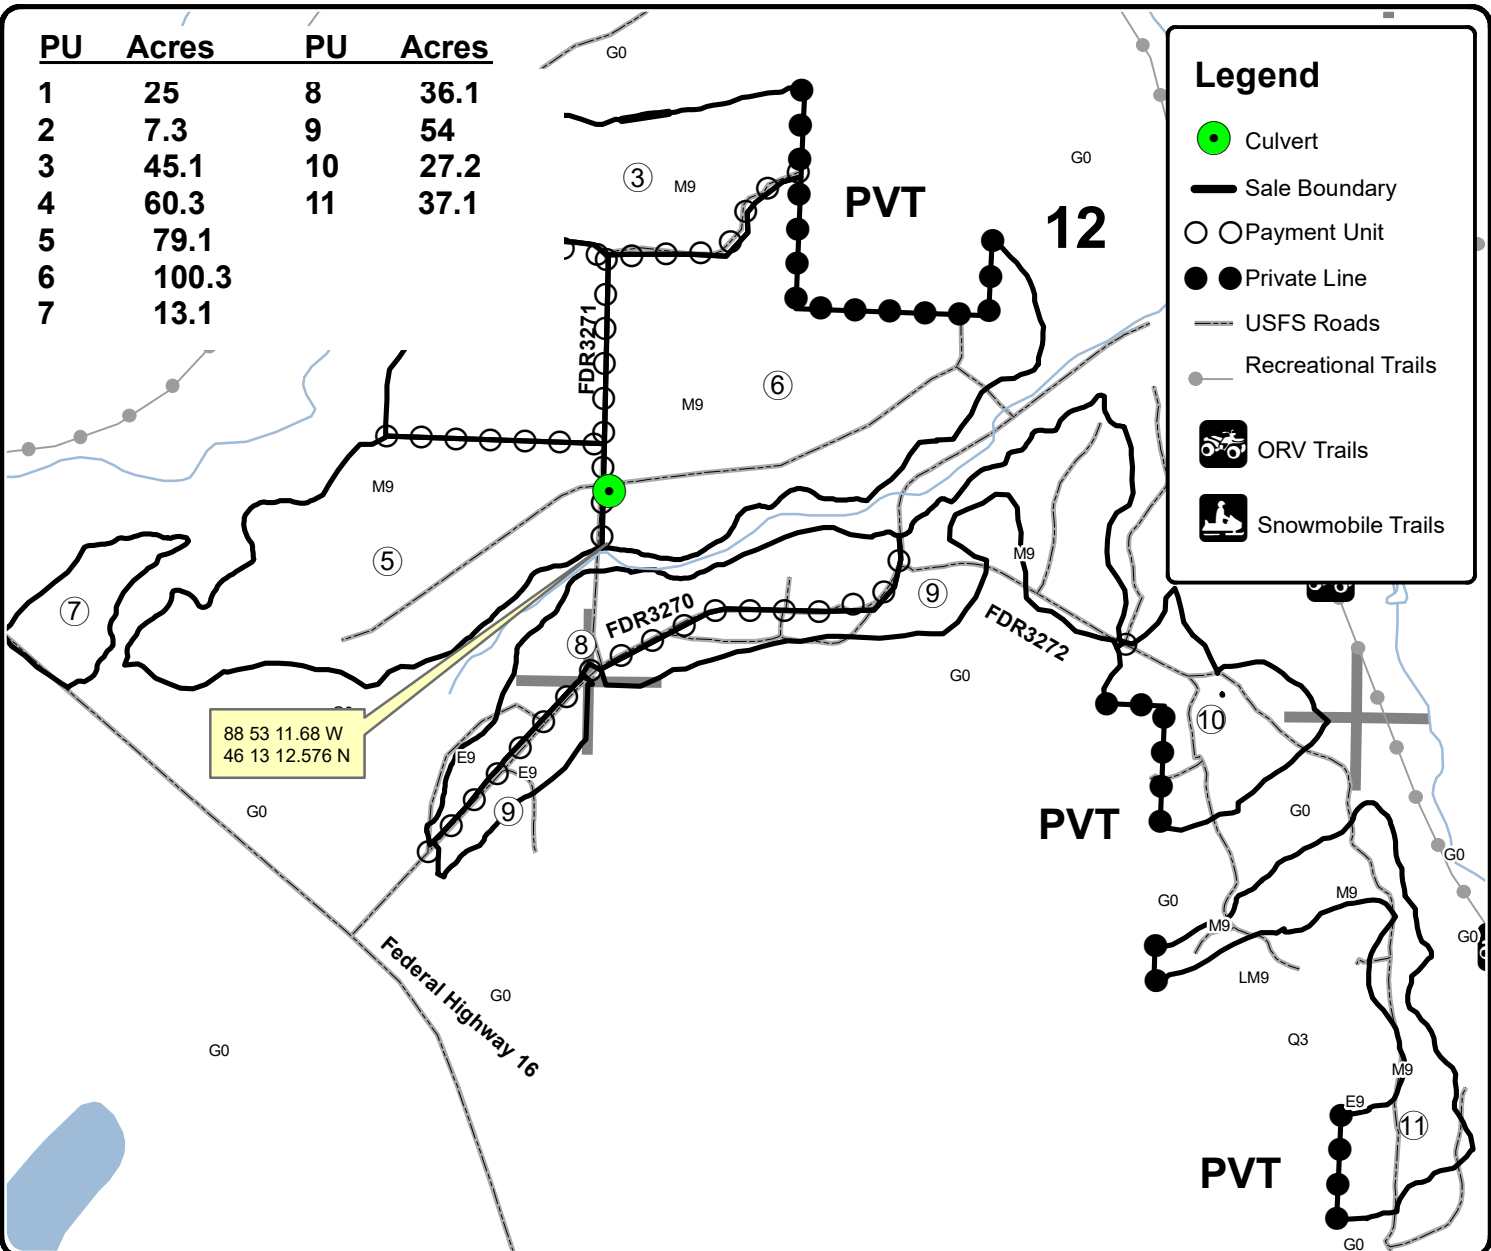 PU Acres PU Acres
1 25 8 36.1
2 7.3 9 54
3 45.1 10 27.2
4 60.3 11 37.1
5 79.1
6 100.3
7 13.1
Legend
Culvert
Sale Boundary
Payment Unit
Private Line
USFS Roads
Recreational Trails
ORV Trails
Snowmobile Trails
G0
G0
3
M9
PVT
12
FDR3271
6
M9
M9
5
7
M9
9
FDR3270
8
FDR3272
G0
88 53 11.68 W
46 13 12.576 N
10
E9
E9
9
G0
PVT
G0
G0
M9
G0
M9
G0
LM9
Federal Highway 16
G0
G0
Q3
M9
E9
11
PVT
G0